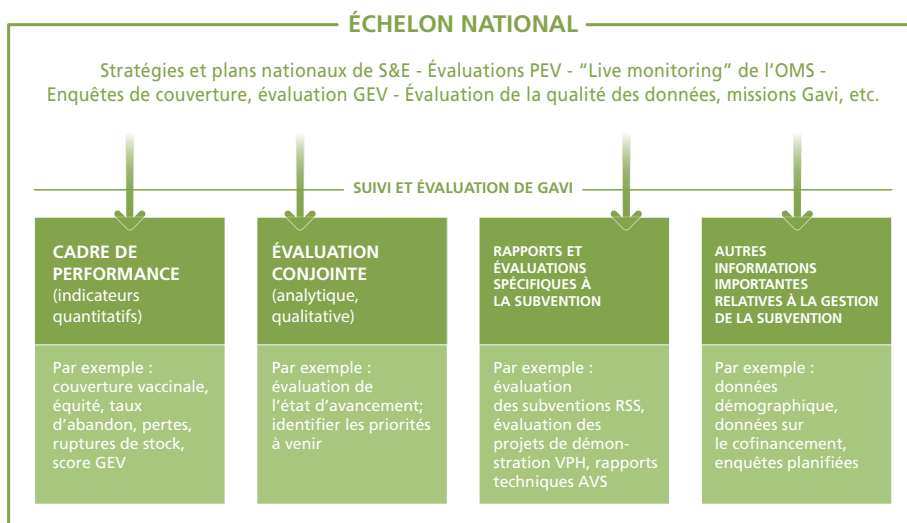 ÉCHELON NATIONAL
Stratégies et plans nationaux de S&E - Évaluations PEV - “Live monitoring” de l’OMS -
Enquêtes de couverture, évaluation GEV - Évaluation de la qualité des données, missions Gavi, etc.
SUIVI ET ÉVALUATION DE GAVI
CADRE DE
PERFORMANCE
(indicateurs
quantitatifs)
Par exemple :
couverture vaccinale,
équité, taux
d’abandon, pertes,
ruptures de stock,
score GEV
ÉVALUATION
CONJOINTE
(analytique,
qualitative)
Par exemple :
évaluation de
l’état d’avancement;
identifier les priorités
à venir
RAPPORTS ET
ÉVALUATIONS
SPÉCIFIQUES À
LA SUBVENTION
Par exemple :
évaluation
des subventions RSS,
évaluation des
projets de démon-
stration VPH, rapports
techniques AVS
AUTRES
INFORMATIONS
IMPORTANTES
RELATIVES À LA GESTION
DE LA SUBVENTION
Par exemple :
données
démographique,
données sur
le cofinancement,
enquêtes planifiées